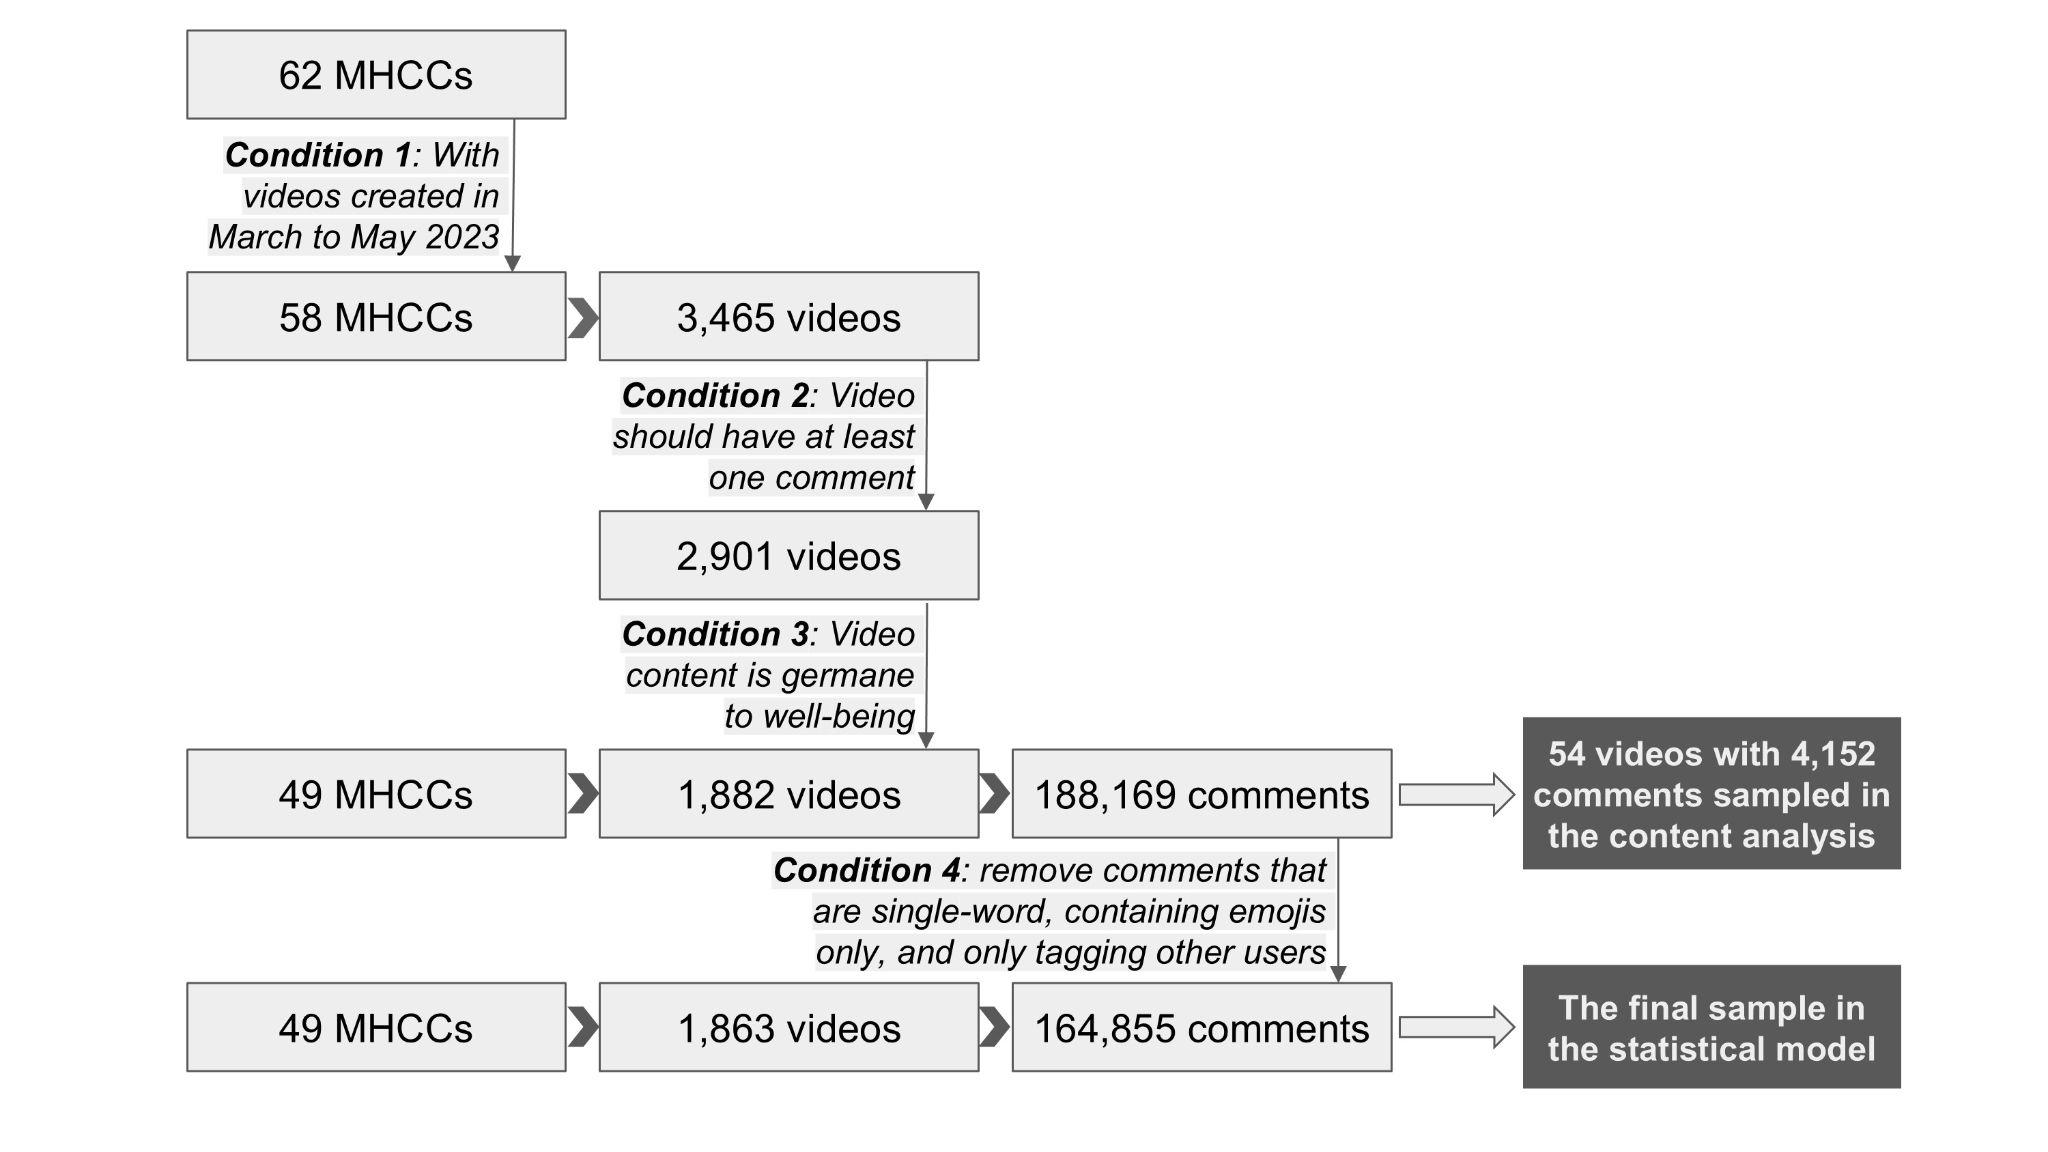 62 MHCCs
Condition 1: With
videos created in
March to May 2023
58 MHCCs
3,465 videos
Condition 2: Video
should have at least
one comment
2,901 videos
Condition 3: Video
content is germane
to well-being
49 MHCCs
1,882 videos
188,169 comments
54 videos with 4,152
comments sampled in
the content analysis
Condition 4: remove comments that
are single-word, containing emojis
only, and only tagging other users
49 MHCCs
1,863 videos
164,855 comments
The final sample in
the statistical model